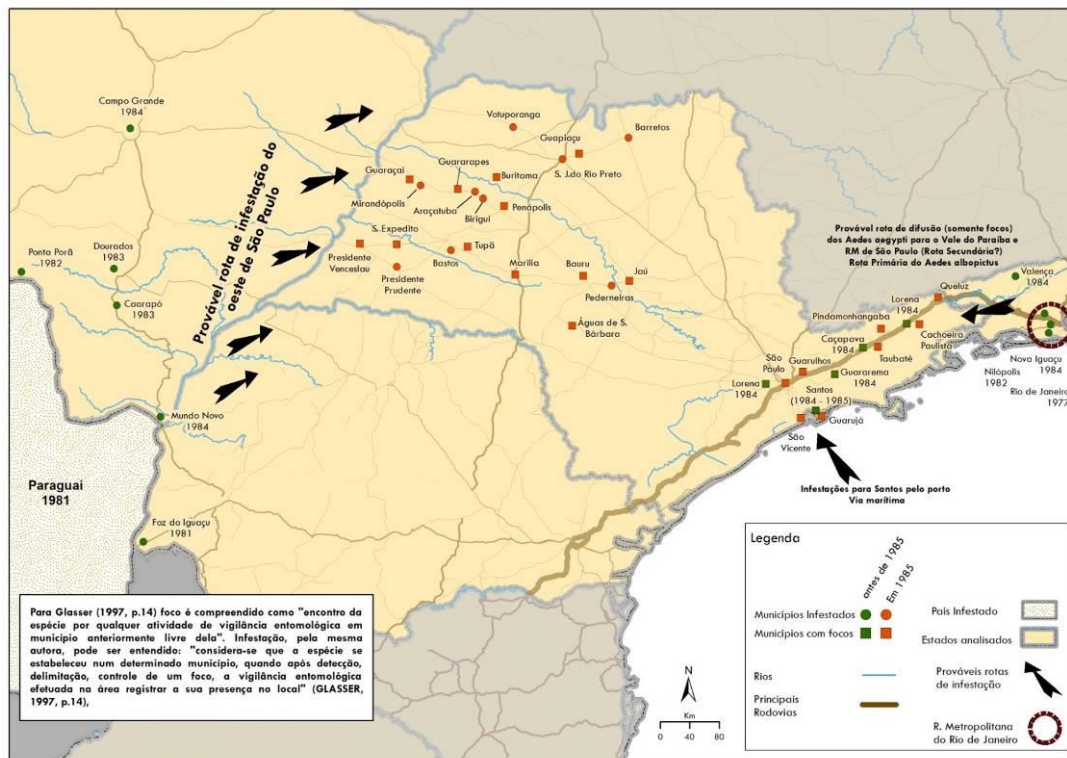 Campo Grande
1984
Votuporanga
Barretos
Guapiaçu
S. J.do Rio Preto
Guaraçaí
Guararapes
Buritama
Mirandópolis
Araçatuba
Birigui
Penápolis
Provável rota de infestação do
oeste de São Paulo
S. Expedito
Tupã
Presidente
Venceslau
Bastos
Presidente
Prudente
Marília
Bauru
Jaú
Pederneiras
Águas de S.
Bárbara
Ponta Porã
1982
Dourados
1983
Caarapó
1983
Mundo Novo
1984
Paraguai
1981
Foz do Iguaçu
1981
Provável rota de difusão (somente focos)
dos Aedes aegypti para o Vale do Paraíba e
RM de São Paulo (Rota Secundária?)
Rota Primária do Aedes albopictus
Valença
1984
Queluz
Lorena
1984
Pindamonhangaba
Cachoeira
Paulista
Caçapava
1984
Taubaté
Nova Iguaçu
1984
Nilópolis
1982
Rio de Janeiro
1977
São
Paulo
Guarulhos
Guararema
1984
Lorena
1984
Santos
(1984 - 1985)
São
Vicente
Guarujá
Infestações para Santos pelo porto
Via marítima
Para Glasser (1997, p.14) foco é compreendido como "encontro da
espécie por qualquer atividade de vigilância entomológica em
município anteriormente livre dela". Infestação, pela mesma
autora, pode ser entendido: "considera-se que a espécie se
estabeleceu num determinado município, quando após detecção,
delimitação, controle de um foco, a vigilância entomológica
efetuada na área registrar a sua presença no local" (GLASSER,
1997, p.14),
N
Km
0 20 40 80
Legenda
antes de 1985
Em 1985
Municípios Infestados
Municípios com focos
Rios
Principais
Rodovias
País Infestado
Estados analisados
Prováveis rotas
de infestação
R. Metropolitana
do Rio de Janeiro